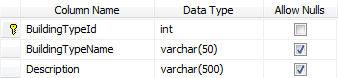 Column Name Data Type Allow Nulls
BuildingTypeId int
BuildingTypeName varchar(50)
Description varchar(500)